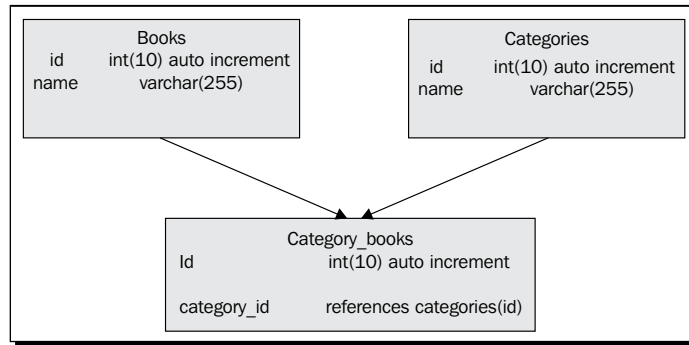 Books
id int(10) auto increment
name varchar(255)
Categories
id int(10) auto increment
name varchar(255)
Category_books
Id int(10) auto increment
category_id references categories(id)